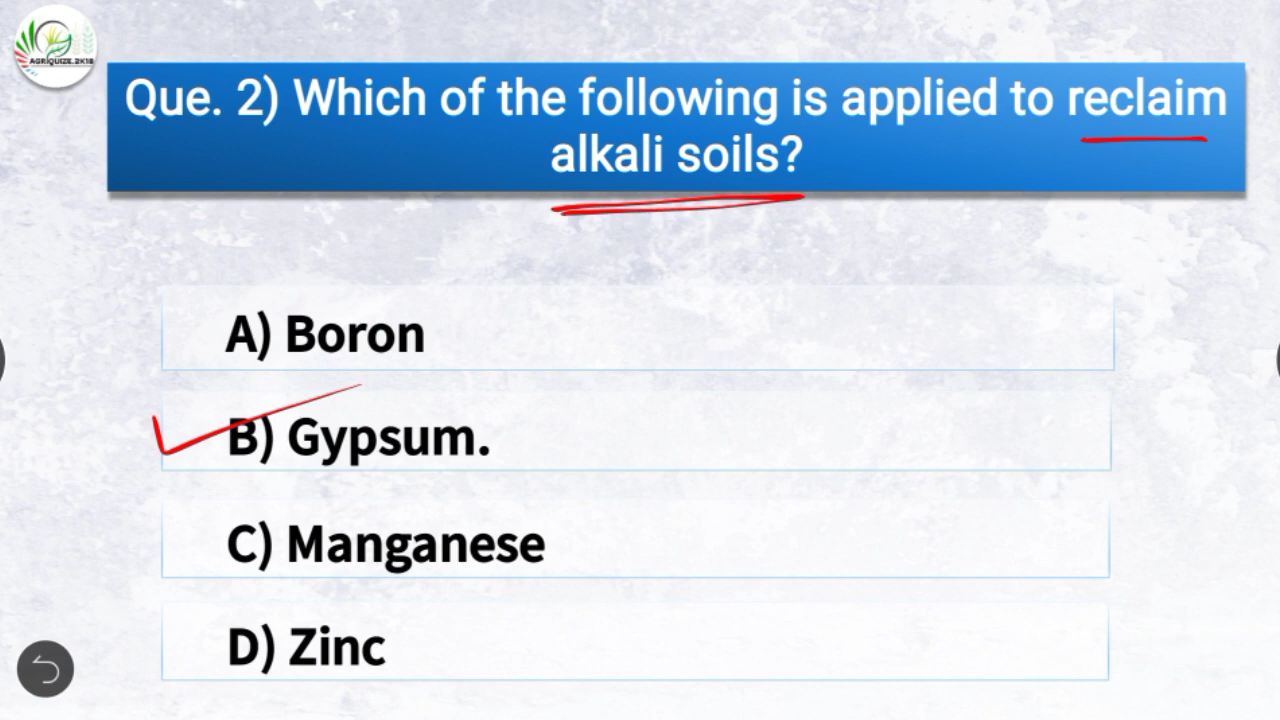 AGRIQUIZE.2K18
Que. 2) Which of the following is applied to reclaim
alkali soils?
A) Boron
B) Gypsum.
C) Manganese
D) Zinc